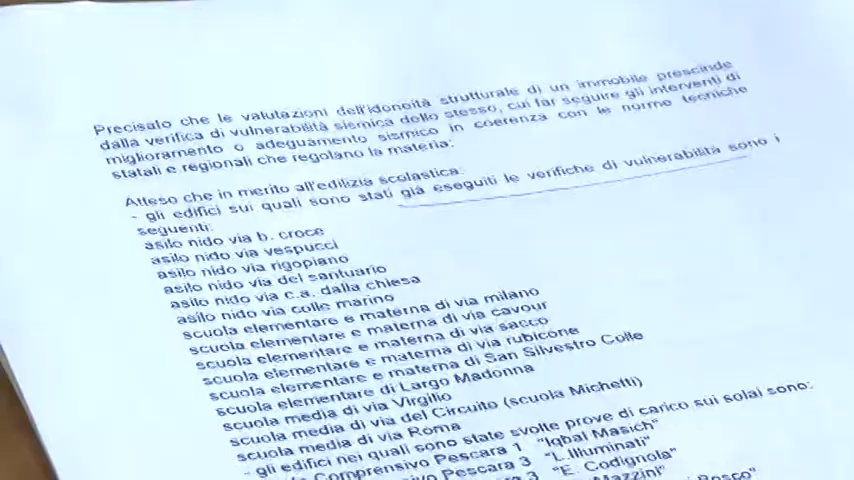 Precisato che le valutazioni dell'idoneità strutturale di un immobile prescinde
dalla verifica di vulnerabilità sismica dello stesso, cui far seguire gli interventi di
miglioramento o adeguamento sismico in coerenza con le norme tecniche
statali e regionali che regolano la materia;
Atteso che in merito all'edilizia scolastica:
- gli edifici sui quali sono stati già eseguiti le verifiche di vulnerabilità sono i
seguenti:
asilo nido via b. croce
asilo nido via vespucci
asilo nido via rigopiano
asilo nido via del santuario
asilo nido via c.a. dalla chiesa
asilo nido via colle marino
scuola elementare e materna di via milano
scuola elementare e materna di via cavour
scuola elementare e materna di via sacco
scuola elementare e materna di via rubicone
scuola elementare e materna di San Silvestro Colle
scuola elementare di Largo Madonna
scuola media di via Virgilio
scuola media di via del Circuito (scuola Michetti)
scuola media di via Roma
- gli edifici nei quali sono state svolte prove di carico sui solai sono:
Comprensivo Pescara 1 "Iqbal Masich"
Pescara 3 "L.Illuminati"
3 "E. Codignola"
Mazzini"
Bosco"